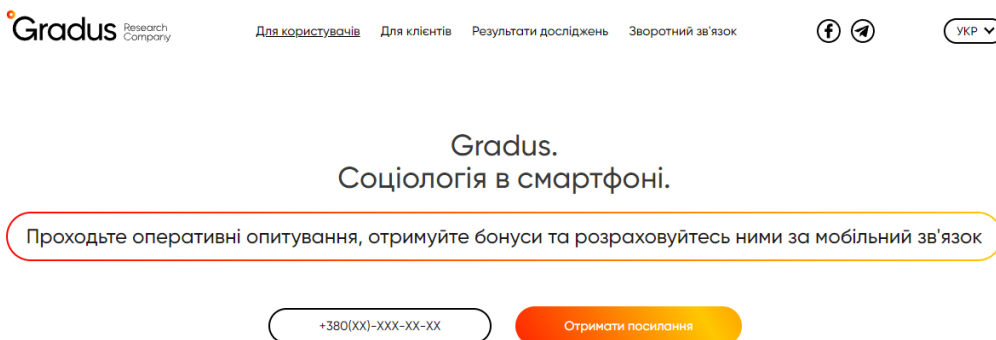 Gradus Research Company
Для користувачів Для клієнтів Результати досліджень Зворотний зв'язок УКР
Gradus.
Соціологія в смартфоні.
Проходьте оперативні опитування, отримуйте бонуси та розраховуйтесь ними за мобільний зв'язок
+380(XX)-XXX-XX-XX Отримати посилання